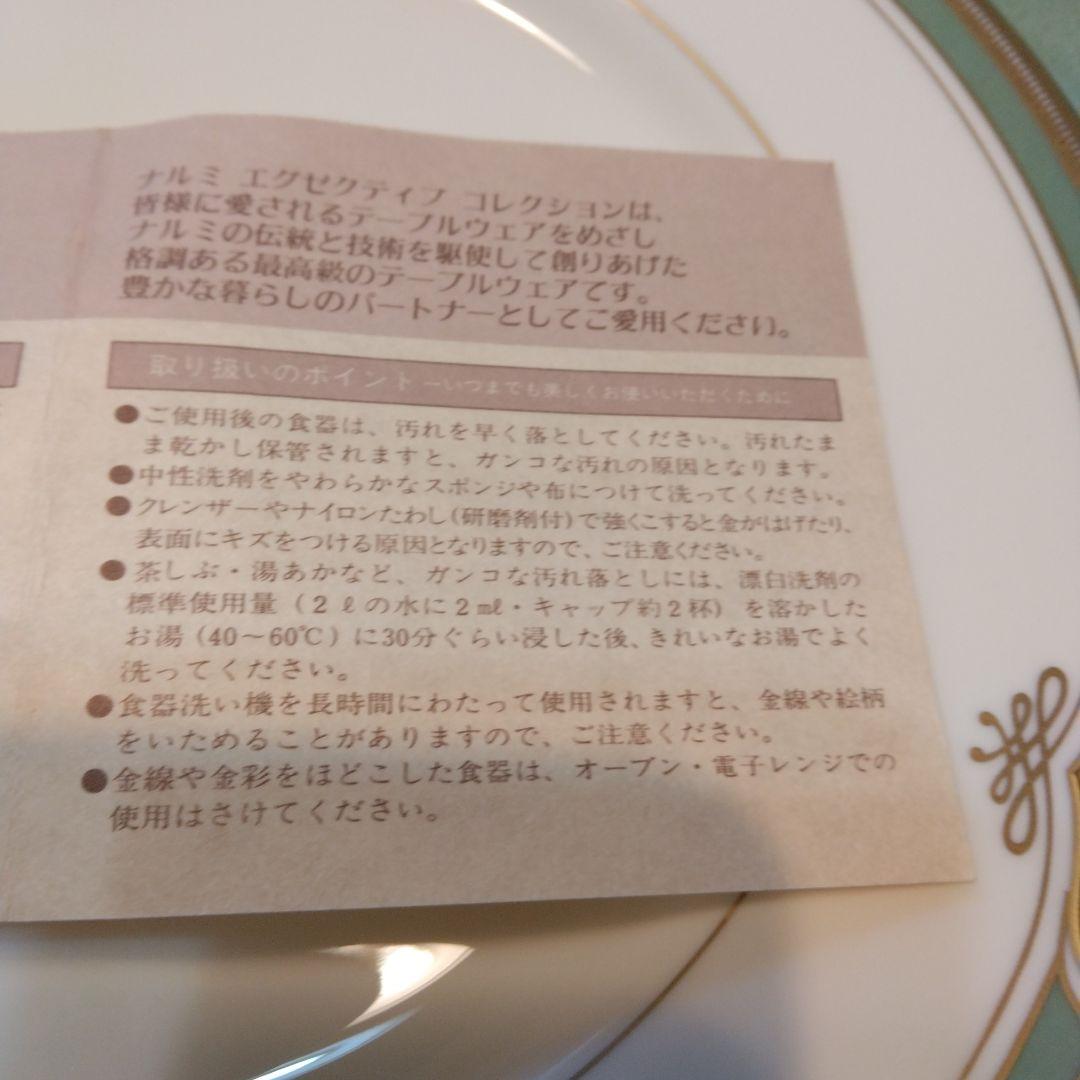 ナルミ エグゼクティブ コレクションは、
皆様に愛されるテーブルウェアをめざし
ナルミの伝統と技術を駆使して創りあげた
格調ある最高級のテーブルウェアです。
豊かな暮らしのパートナーとしてご愛用ください。
取り扱いのポイント ―いつまでも美しくお使いいただくために
●ご使用後の食器は、汚れを早く落としてください。汚れたま
ま乾かし保管されますと、ガンコな汚れの原因となります。
●中性洗剤をやわらかなスポンジや布につけて洗ってください。
●クレンザーやナイロンたわし(研磨剤付)で強くこすると金がはげたり、
表面にキズをつける原因となりますので、ご注意ください。
●茶しぶ・湯あかなど、ガンコな汚れ落としには、漂白洗剤の
標準使用量(2ℓの水に2㎖・キャップ約2杯)を溶かした
お湯(40〜60℃)に30分ぐらい浸した後、きれいなお湯でよく
洗ってください。
●食器洗い機を長時間にわたって使用されますと、金線や絵柄
をいためることがありますので、ご注意ください。
●金線や金彩をほどこした食器は、オーブン・電子レンジでの
使用はさけてください。